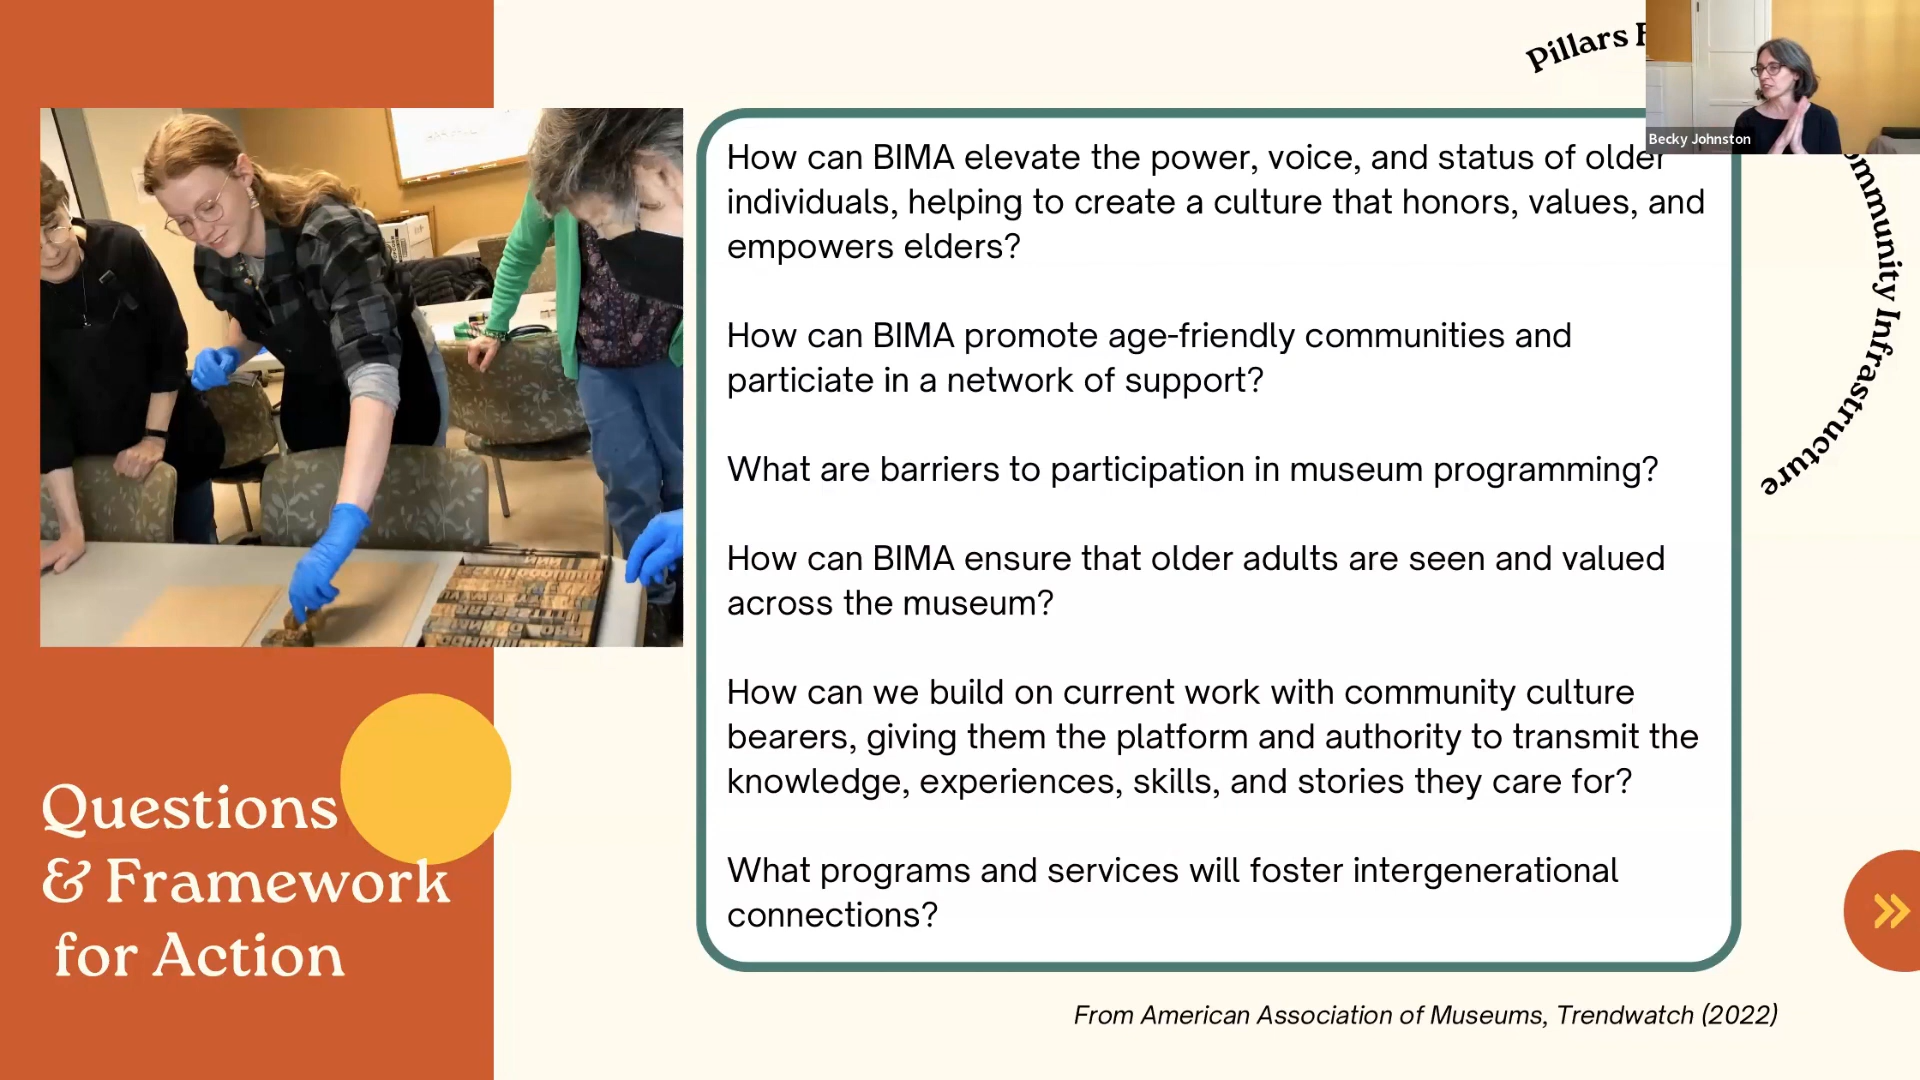 Pillars
Becky Johnston
ommunity Infrastructure
How can BIMA elevate the power, voice, and status of older
individuals, helping to create a culture that honors, values, and
empowers elders?
How can BIMA promote age-friendly communities and
particiate in a network of support?
What are barriers to participation in museum programming?
How can BIMA ensure that older adults are seen and valued
across the museum?
How can we build on current work with community culture
bearers, giving them the platform and authority to transmit the
knowledge, experiences, skills, and stories they care for?
What programs and services will foster intergenerational
connections?
Questions
& Framework
for Action
From American Association of Museums, Trendwatch (2022)